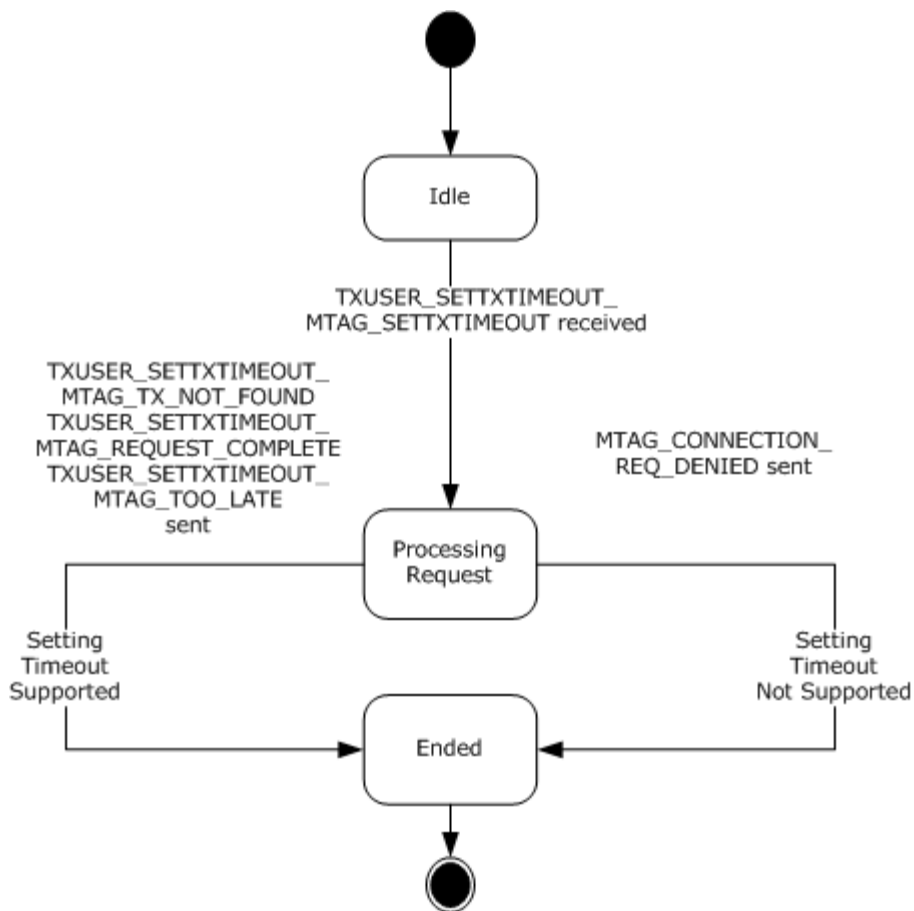 Idle
TXUSER_SETTXTIMEOUT_
MTAG_SETTXTIMEOUT received
TXUSER_SETTXTIMEOUT_
MTAG_TX_NOT_FOUND
TXUSER_SETTXTIMEOUT_
MTAG_REQUEST_COMPLETE
TXUSER_SETTXTIMEOUT_
MTAG_TOO_LATE
sent
MTAG_CONNECTION_
REQ_DENIED sent
Processing
Request
Setting
Timeout
Supported
Setting
Timeout
Not Supported
Ended